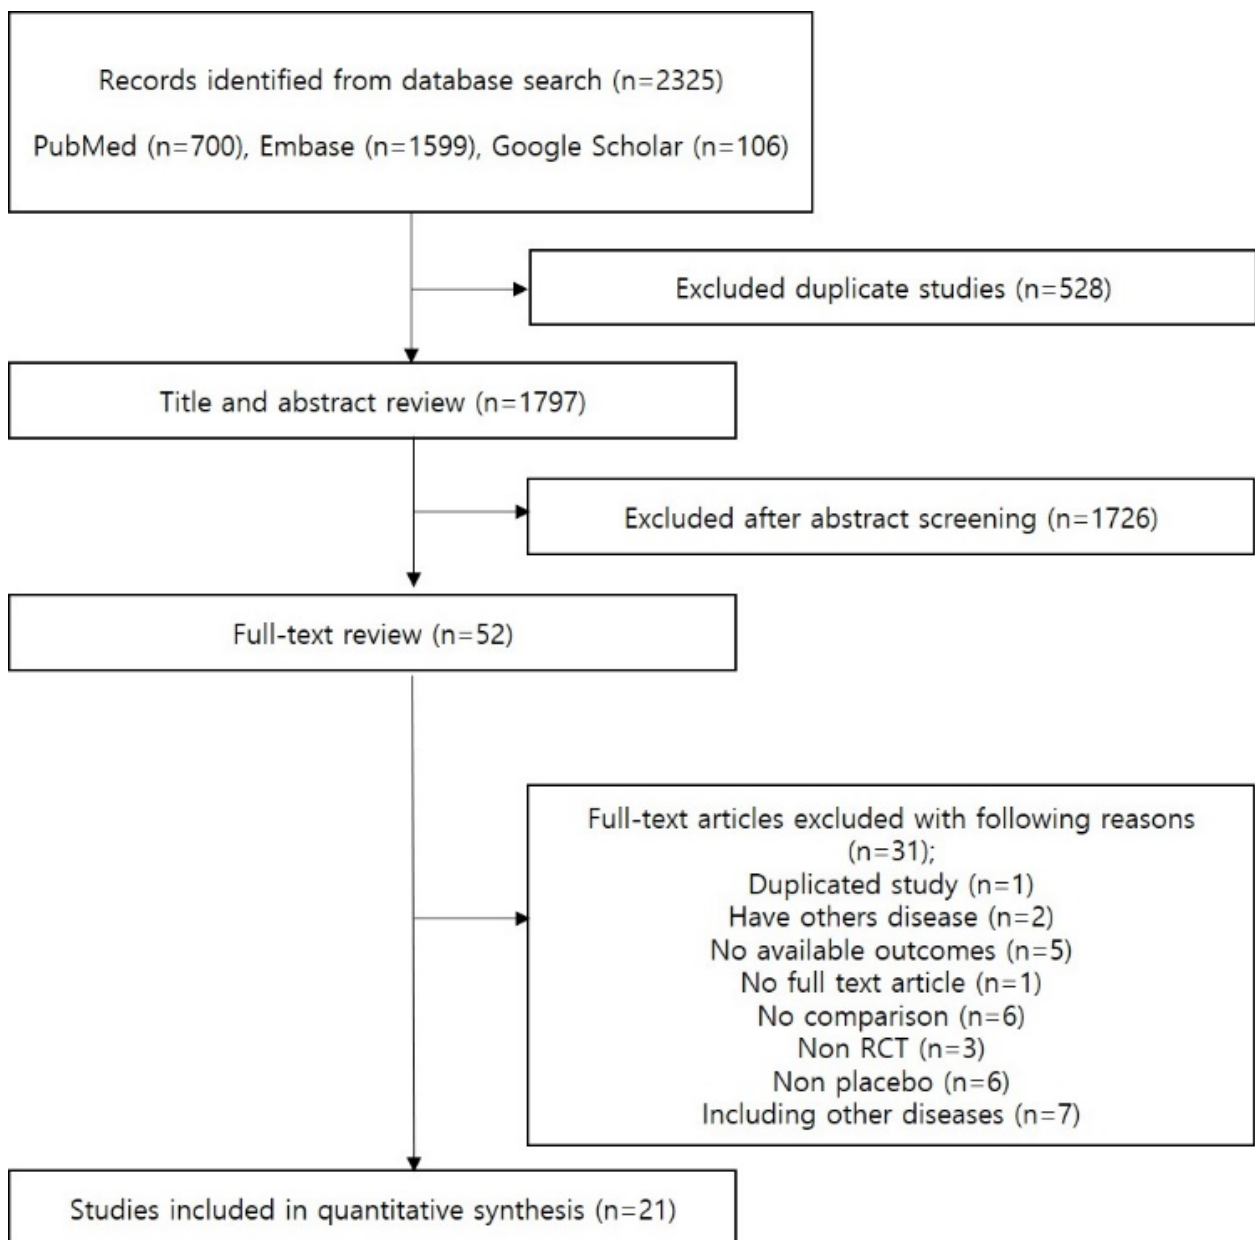 Records identified from database search (n=2325)
PubMed (n=700), Embase (n=1599), Google Scholar (n=106)
Excluded duplicate studies (n=528)
Title and abstract review (n=1797)
Excluded after abstract screening (n=1726)
Full-text review (n=52)
Full-text articles excluded with following reasons
(n=31);
Duplicated study (n=1)
Have others disease (n=2)
No available outcomes (n=5)
No full text article (n=1)
No comparison (n=6)
Non RCT (n=3)
Non placebo (n=6)
Including other diseases (n=7)
Studies included in quantitative synthesis (n=21)